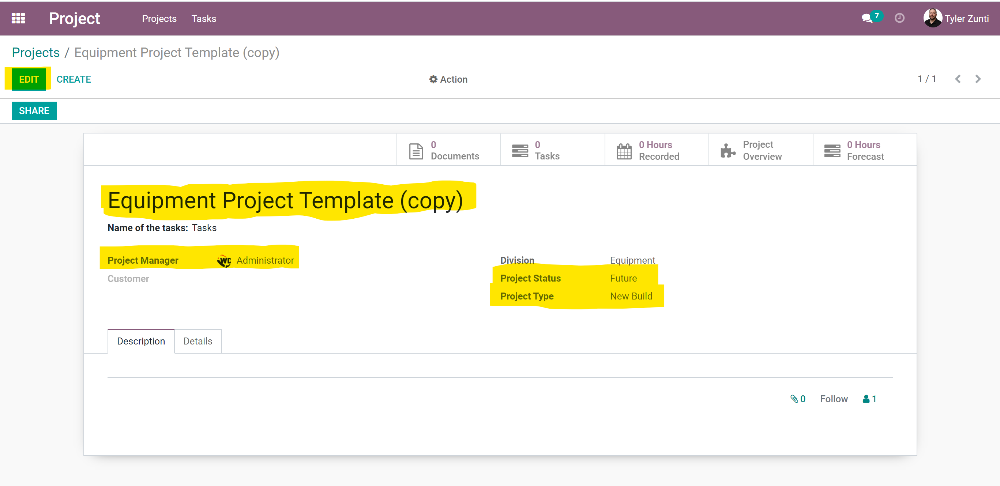 Project Projects Tasks 7 Tyler Zunti
Projects / Equipment Project Template (copy)
EDIT CREATE Action 1 / 1
SHARE
0 Documents
0 Tasks
0 Hours Recorded
Project Overview
0 Hours Forecast
Equipment Project Template (copy)
Name of the tasks: Tasks
Project Manager WD Administrator
Customer
Division Equipment
Project Status Future
Project Type New Build
Description Details
0 Follow 1